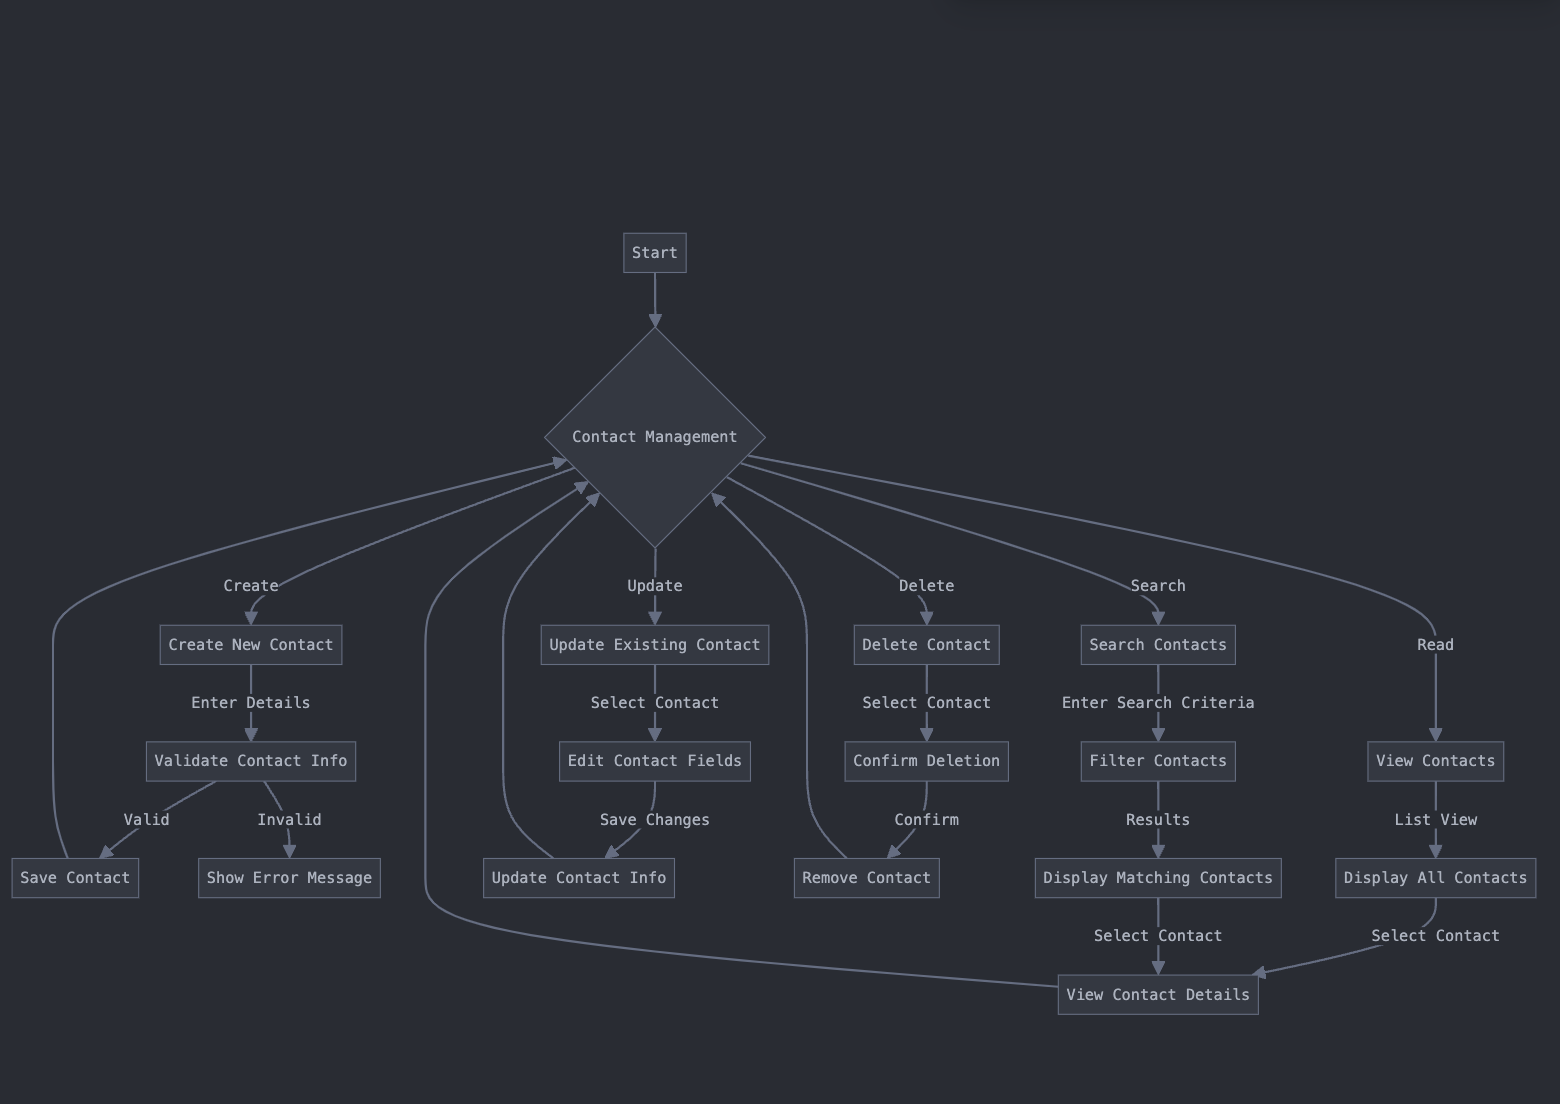 Start
Contact Management
Create
Update
Delete
Search
Create New Contact
Update Existing Contact
Delete Contact
Search Contacts
Read
Enter Details
Select Contact
Select Contact
Enter Search Criteria
Validate Contact Info
Edit Contact Fields
Confirm Deletion
Filter Contacts
View Contacts
Valid
Invalid
Save Changes
Confirm
Results
List View
Save Contact
Show Error Message
Update Contact Info
Remove Contact
Display Matching Contacts
Display All Contacts
Select Contact
Select Contact
View Contact Details